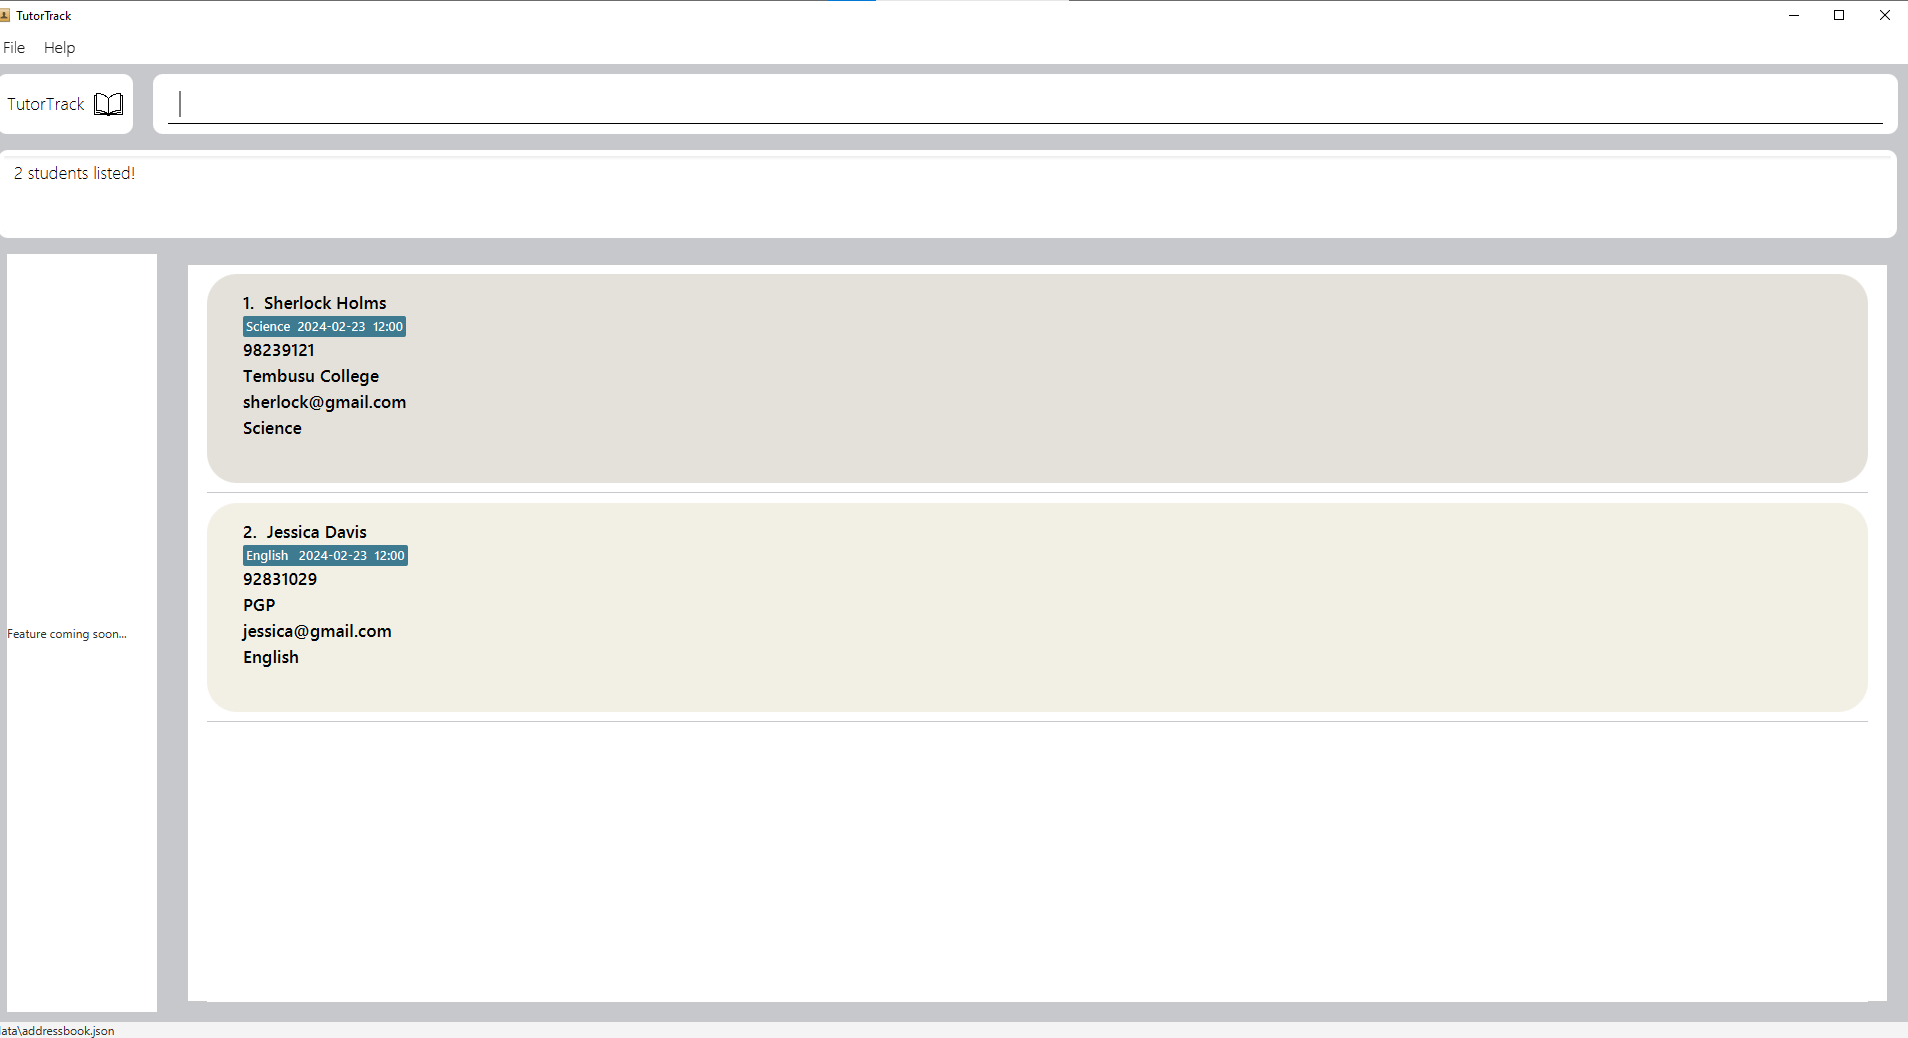 TutorTrack
File Help
TutorTrack
2 students listed!
1. Sherlock Holms
Science 2024-02-23 12:00
98239121
Tembusu College
sherlock@gmail.com
Science
2. Jessica Davis
English 2024-02-23 12:00
92831029
PGP
jessica@gmail.com
English
Feature coming soon...
ata\addressbook.json